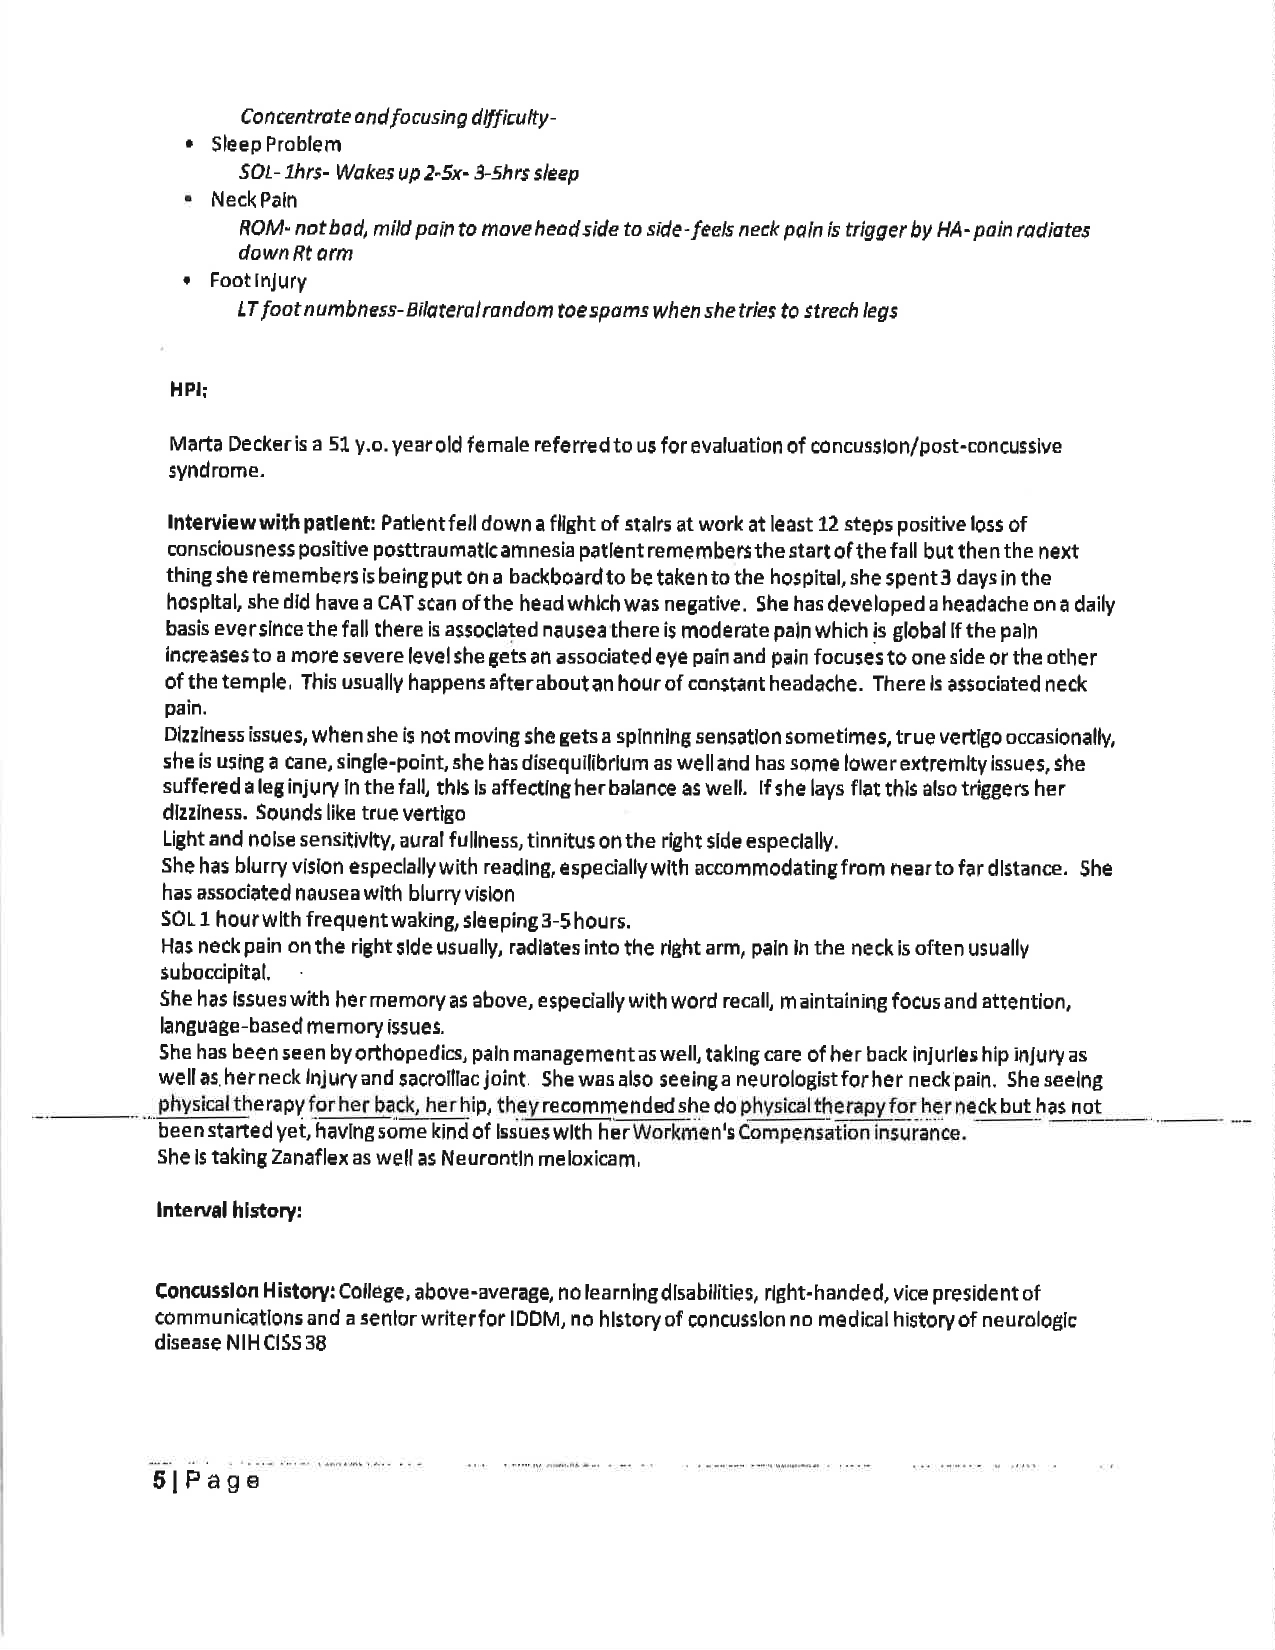 Concentrate and focusing difficulty-
• Sleep Problem
SOL- 1hrs- Wakes up 2-5x- 3-5hrs sleep
• Neck Pain
ROM- not bad, mild pain to move head side to side -feels neck pain is trigger by HA- pain radiates
down Rt arm
• Foot Injury
LT foot numbness- Bilateral random toe spams when she tries to strech legs
HPI;
Marta Decker is a 51 y.o. year old female referred to us for evaluation of concussion/post-concussive
syndrome.
Interview with patient: Patient fell down a flight of stairs at work at least 12 steps positive loss of
consciousness positive posttraumatic amnesia patient remembers the start of the fall but then the next
thing she remembers is being put on a backboard to be taken to the hospital, she spent 3 days in the
hospital, she did have a CAT scan of the head which was negative. She has developed a headache on a daily
basis ever since the fall there is associated nausea there is moderate pain which is global If the pain
increases to a more severe level she gets an associated eye pain and pain focuses to one side or the other
of the temple. This usually happens after about an hour of constant headache. There is associated neck
pain.
Dizziness issues, when she is not moving she gets a spinning sensation sometimes, true vertigo occasionally,
she is using a cane, single-point, she has disequilibrium as well and has some lower extremity issues, she
suffered a leg injury in the fall, this is affecting her balance as well. If she lays flat this also triggers her
dizziness. Sounds like true vertigo
Light and noise sensitivity, aural fullness, tinnitus on the right side especially.
She has blurry vision especially with reading, especially with accommodating from near to far distance. She
has associated nausea with blurry vision
SOL 1 hour with frequent waking, sleeping 3-5 hours.
Has neck pain on the right side usually, radiates into the right arm, pain in the neck is often usually
suboccipital.
She has issues with her memory as above, especially with word recall, maintaining focus and attention,
language-based memory issues.
She has been seen by orthopedics, pain management as well, taking care of her back injuries hip injury as
well as her neck injury and sacroiliac joint. She was also seeing a neurologist for her neck pain. She seeing
physical therapy for her back, her hip, they recommended she do physical therapy for her neck but has not
been started yet, having some kind of issues with her Workmen's Compensation insurance.
She is taking Zanaflex as well as Neurontin meloxicam.
Interval history:
Concussion History: College, above-average, no learning disabilities, right-handed, vice president of
communications and a senior writer for IDDM, no history of concussion no medical history of neurologic
disease NIH CISS 38
5 | Page